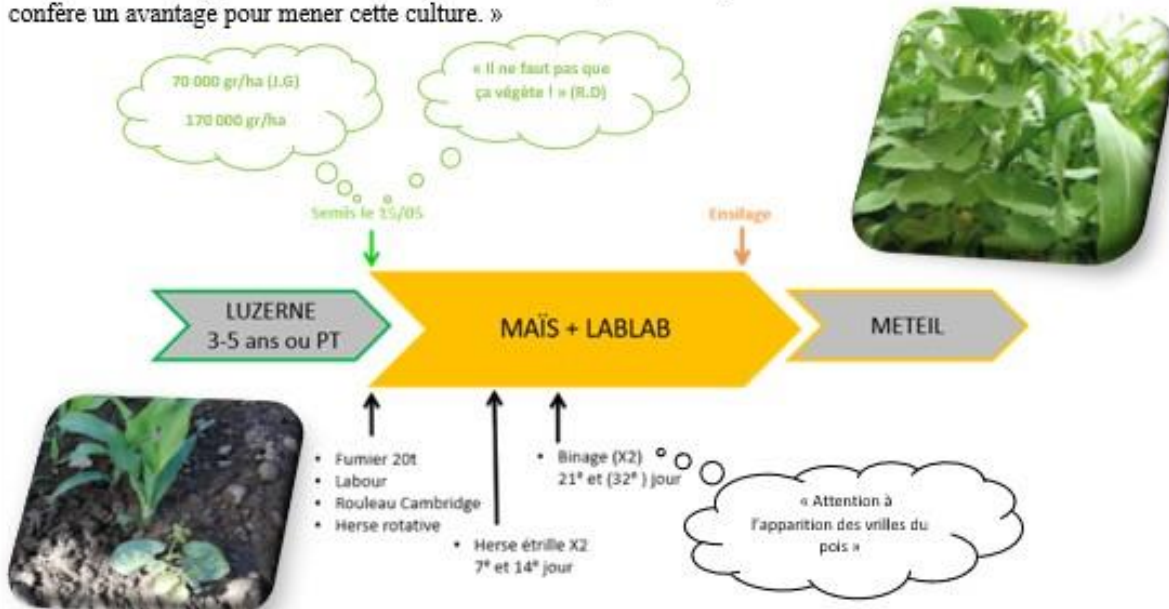 confère un avantage pour mener cette culture. »
70 000 gr/ha (J.G)
170 000 gr/ha
« Il ne faut pas que
ça végète ! » (R.D)
Semis le 15/05
Ensilage
LUZERNE
3-5 ans ou PT
MAÏS + LABLAB
METEIL
• Fumier 20t
• Labour
• Rouleau Cambridge
• Herse rotative
• Herse étrille X2
7e et 14e jour
• Binage (X2)
21e et (32e ) jour
« Attention à
l'apparition des vrilles du
pois »